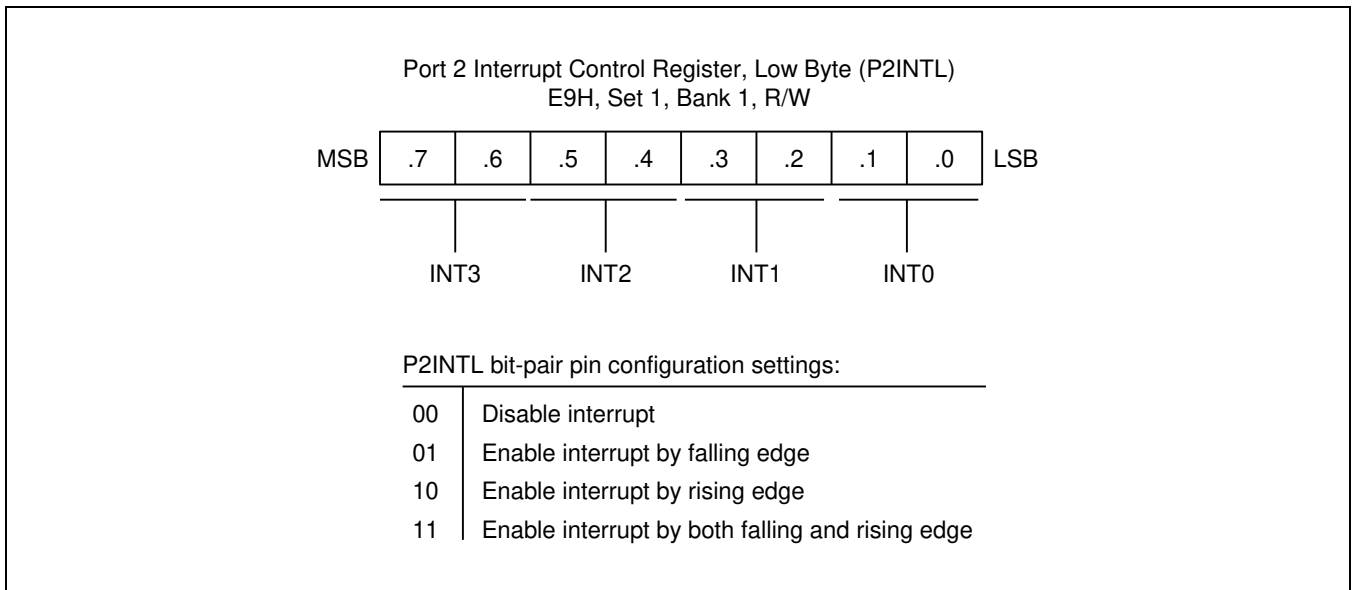 Port 2 Interrupt Control Register, Low Byte (P2INTL)
E9H, Set 1, Bank 1, R/W
MSB .7 .6 .5 .4 .3 .2 .1 .0 LSB
INT3 INT2 INT1 INT0
P2INTL bit-pair pin configuration settings:
00 Disable interrupt
01 Enable interrupt by falling edge
10 Enable interrupt by rising edge
11 Enable interrupt by both falling and rising edge